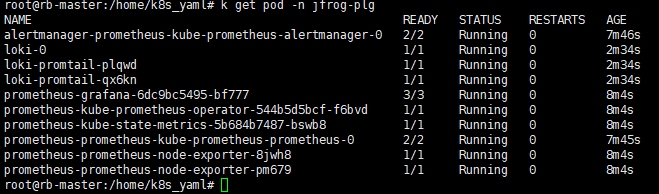 root@rb-master:/home/k8s_yaml# k get pod -n jfrog-plg
NAME READY STATUS RESTARTS AGE
alertmanager-prometheus-kube-prometheus-alertmanager-0 2/2 Running 0 7m46s
loki-0 1/1 Running 0 2m34s
loki-promtail-plqwd 1/1 Running 0 2m34s
loki-promtail-qx6kn 1/1 Running 0 2m34s
prometheus-grafana-6dc9bc5495-bf777 3/3 Running 0 8m4s
prometheus-kube-prometheus-operator-544b5d5bcf-f6bvd 1/1 Running 0 8m4s
prometheus-kube-state-metrics-5b684b7487-bswb8 1/1 Running 0 8m4s
prometheus-prometheus-kube-prometheus-prometheus-0 2/2 Running 0 7m45s
prometheus-prometheus-node-exporter-8jwh8 1/1 Running 0 8m4s
prometheus-prometheus-node-exporter-pm679 1/1 Running 0 8m4s
root@rb-master:/home/k8s_yaml#